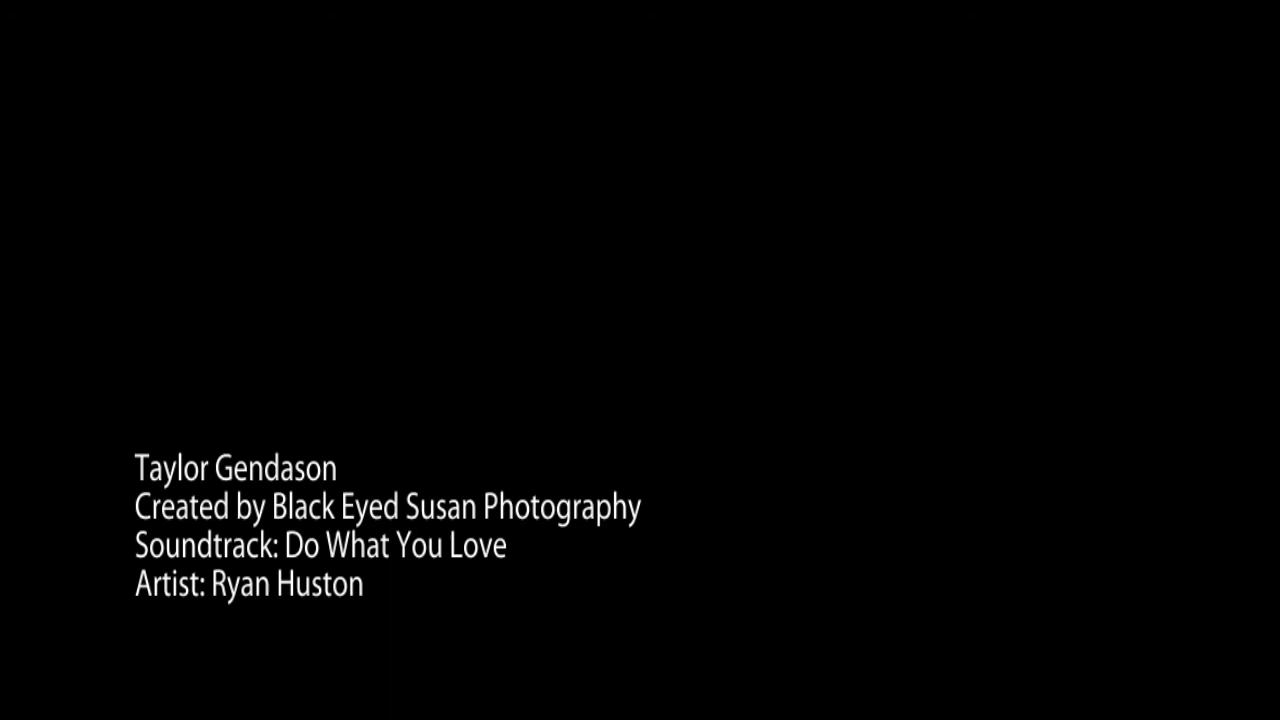 Taylor Gendason
Created by Black Eyed Susan Photography
Soundtrack: Do What You Love
Artist: Ryan Huston